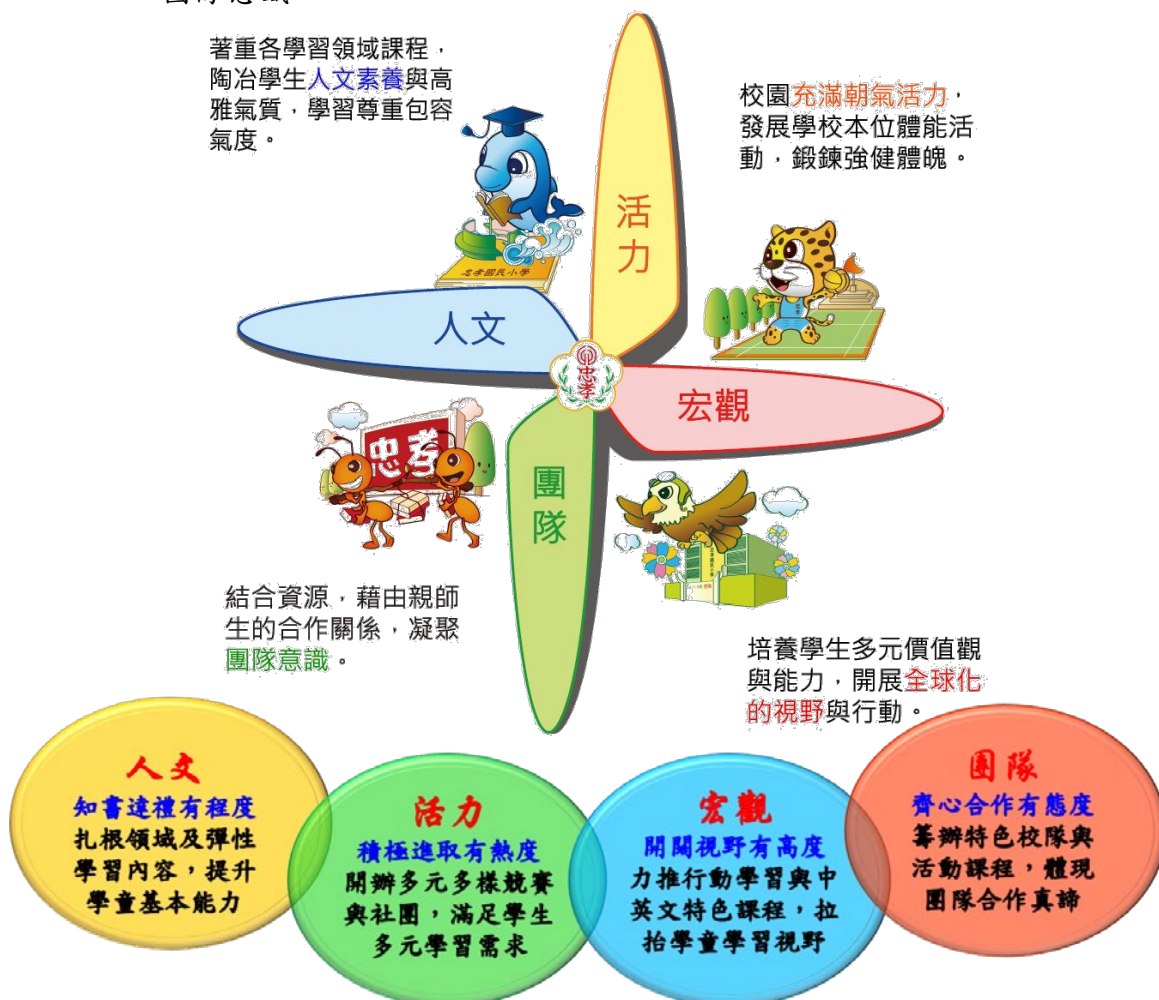 著重各學習領域課程，
陶冶學生人文素養與高
雅氣質，學習尊重包容
氣度。
校園充滿朝氣活力，
發展學校本位體能活
動，鍛鍊強健體魄。
活力
忠孝國民小學
人文
忠孝
宏觀
忠孝
團隊
結合資源，藉由親師
生的合作關係，凝聚
團隊意識。
培養學生多元價值觀
與能力，開展全球化
的視野與行動。
人文
知書達禮有程度
扎根領域及彈性
學習內容，提升
學童基本能力
活力
積極進取有熱度
開辦多元多樣競賽
與社團，滿足學生
多元學習需求
宏觀
開闊視野有高度
力推行動學習與中
英文特色課程，拉
抬學童學習視野
團隊
齊心合作有態度
籌辦特色校隊與
活動課程，體現
團隊合作真諦